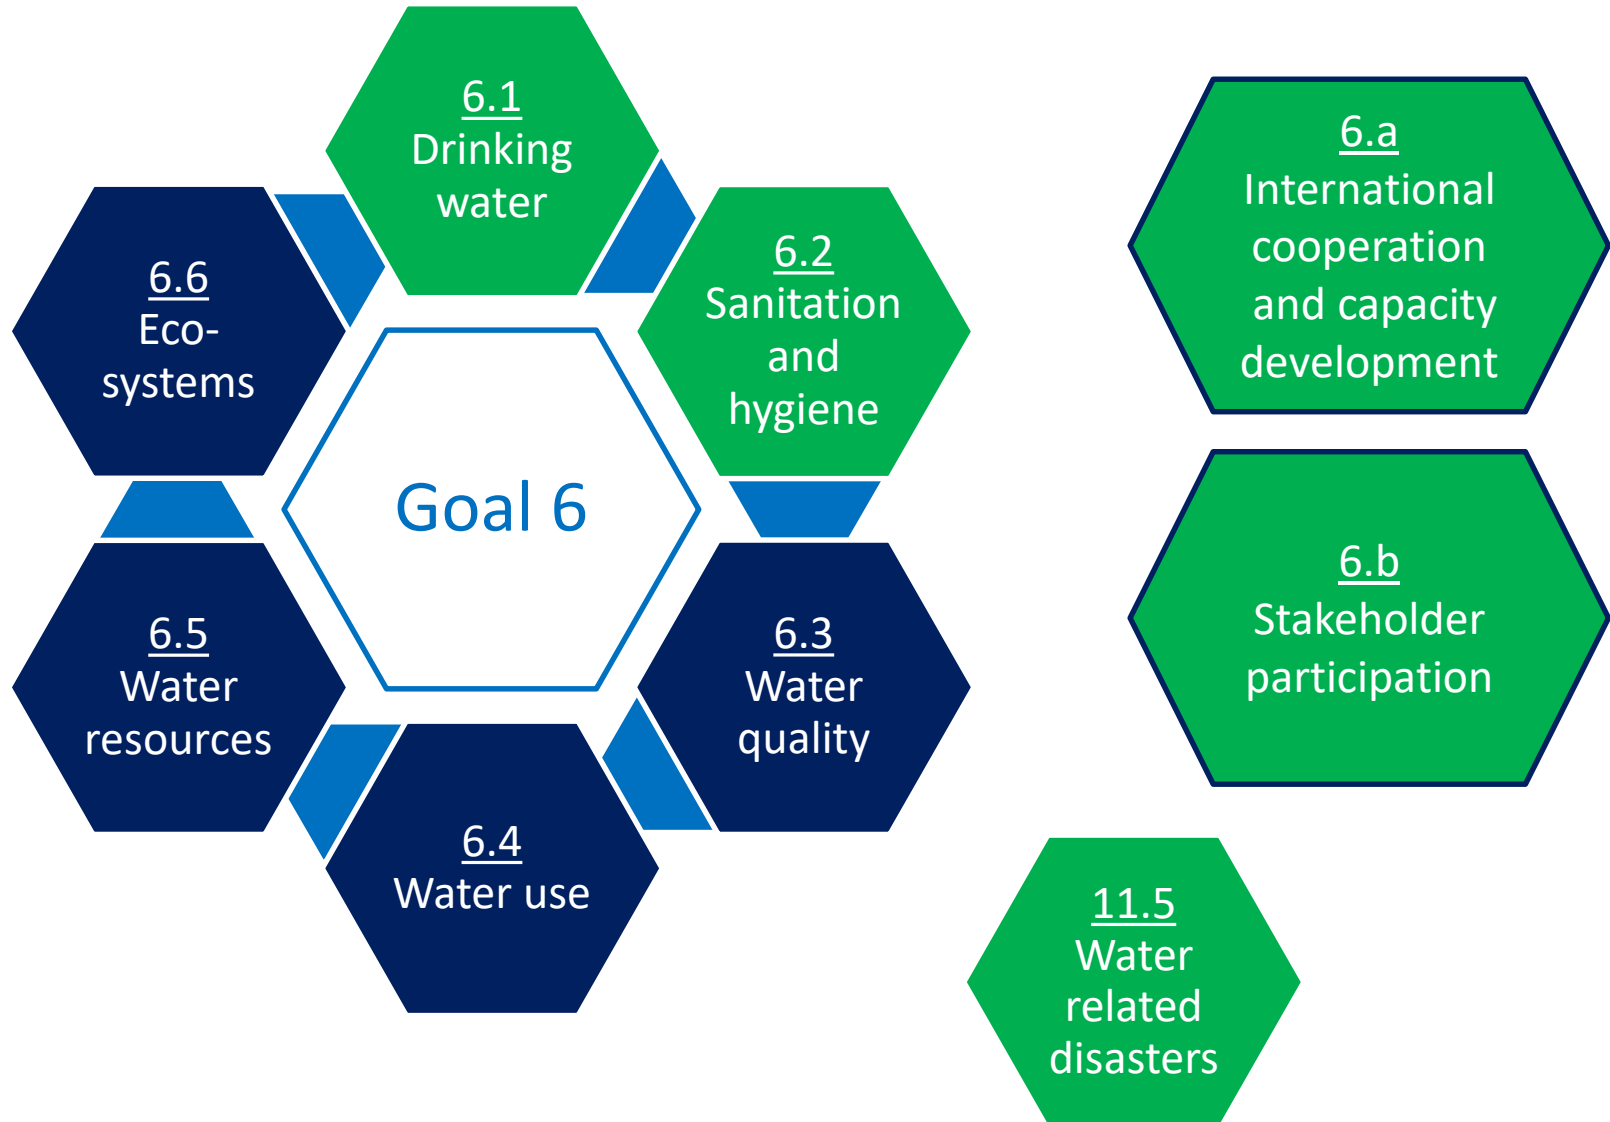 6.1
Drinking
water
6.2
Sanitation
and
hygiene
6.3
Water
quality
6.4
Water use
6.5
Water
resources
6.6
Eco-
systems
Goal 6
6.a
International
cooperation
and capacity
development
6.b
Stakeholder
participation
11.5
Water
related
disasters